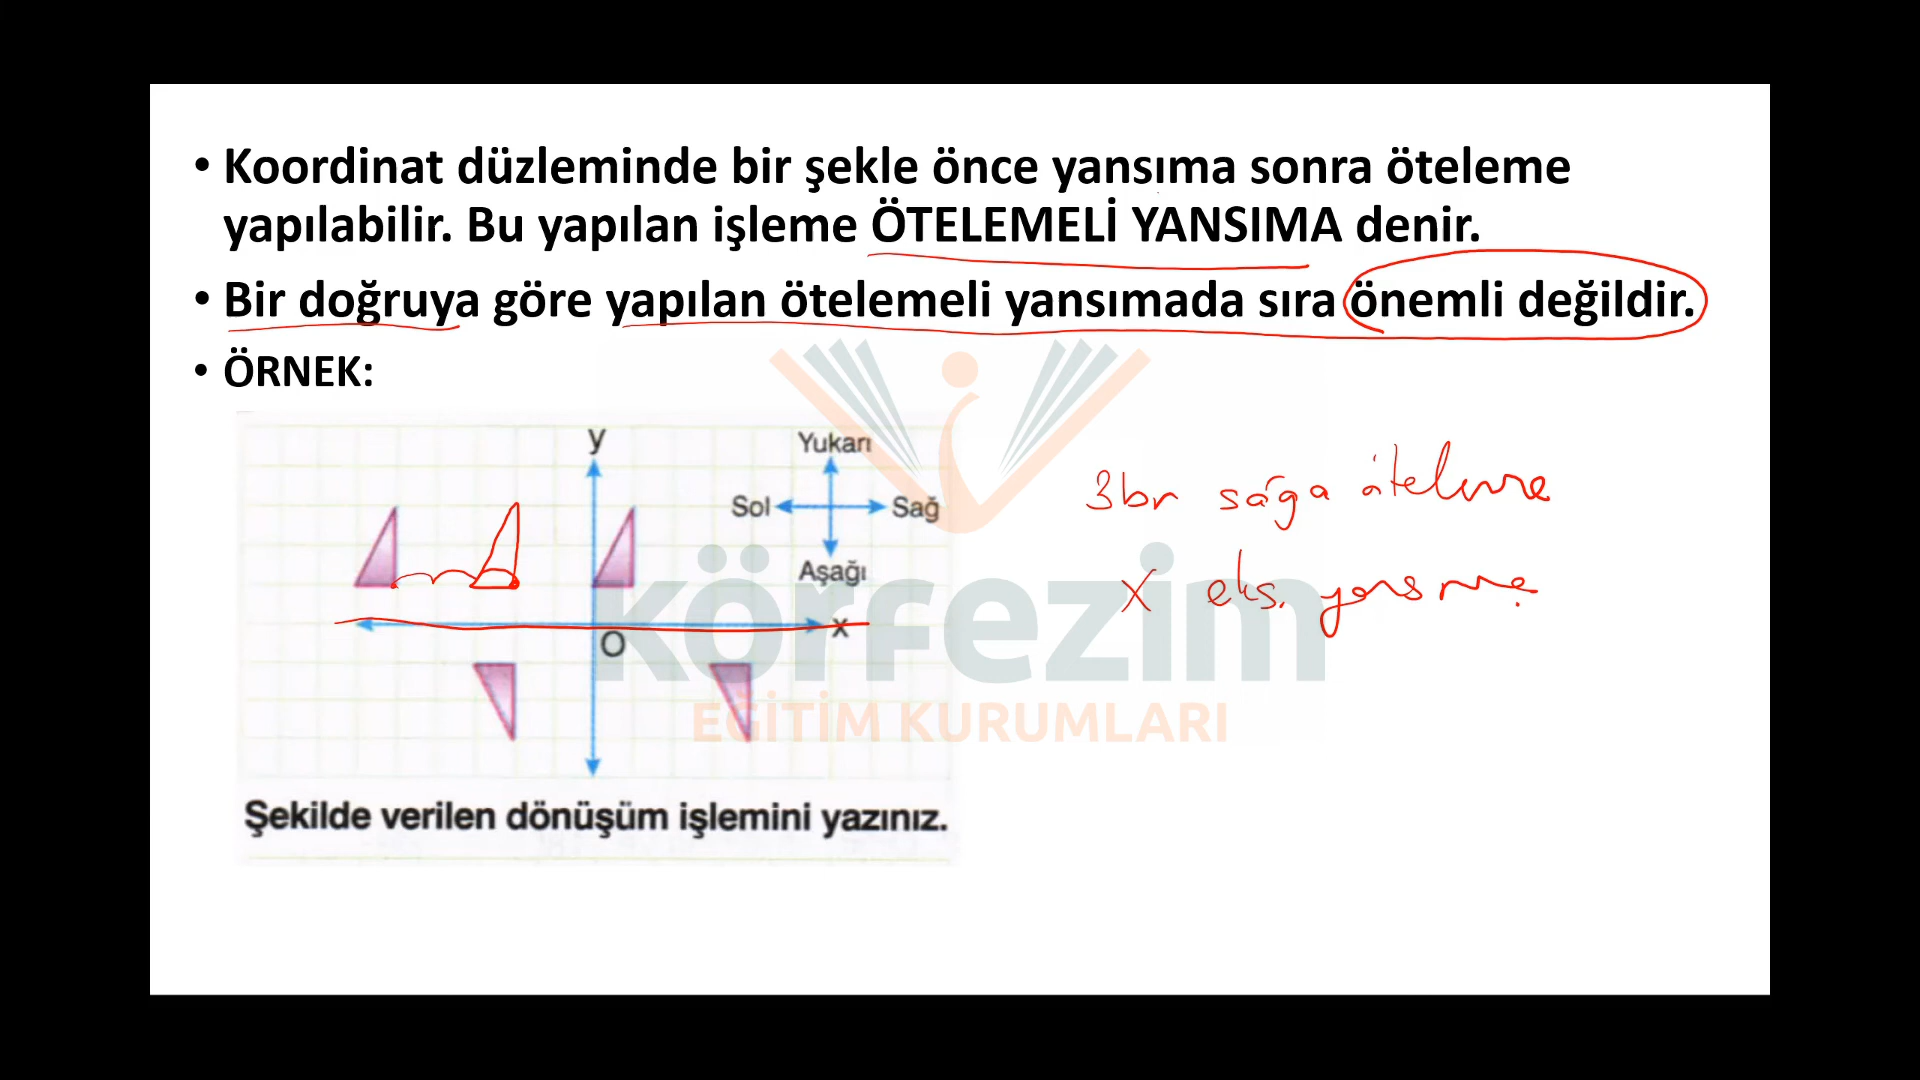 • Koordinat düzleminde bir şekle önce yansıma sonra öteleme
yapılabilir. Bu yapılan işleme ÖTELEMELİ YANSIMA denir.
• Bir doğruya göre yapılan ötelemeli yansımada sıra önemli değildir.
• ÖRNEK:
y
Yukarı
Sol
Sağ
Aşağı
x
O
Şekilde verilen dönüşüm işlemini yazınız.
3br sağa öteleme
X eks. yansıma
körfezim
EĞİTİM KURUMLARI